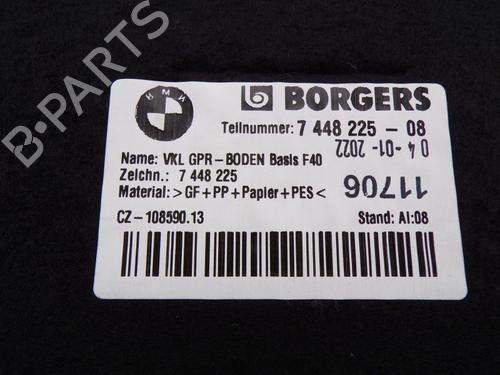 BMW
b BORGERS
Teilnummer: 7 448 225 - 08
04-01-2022
Name: VKL GPR-BODEN Basis F40
Zeichn.: 7 448 225
11706
Material: >GF+PP+Papier+PES<
CZ-108590.13
Stand: AI:08
B-PARTS